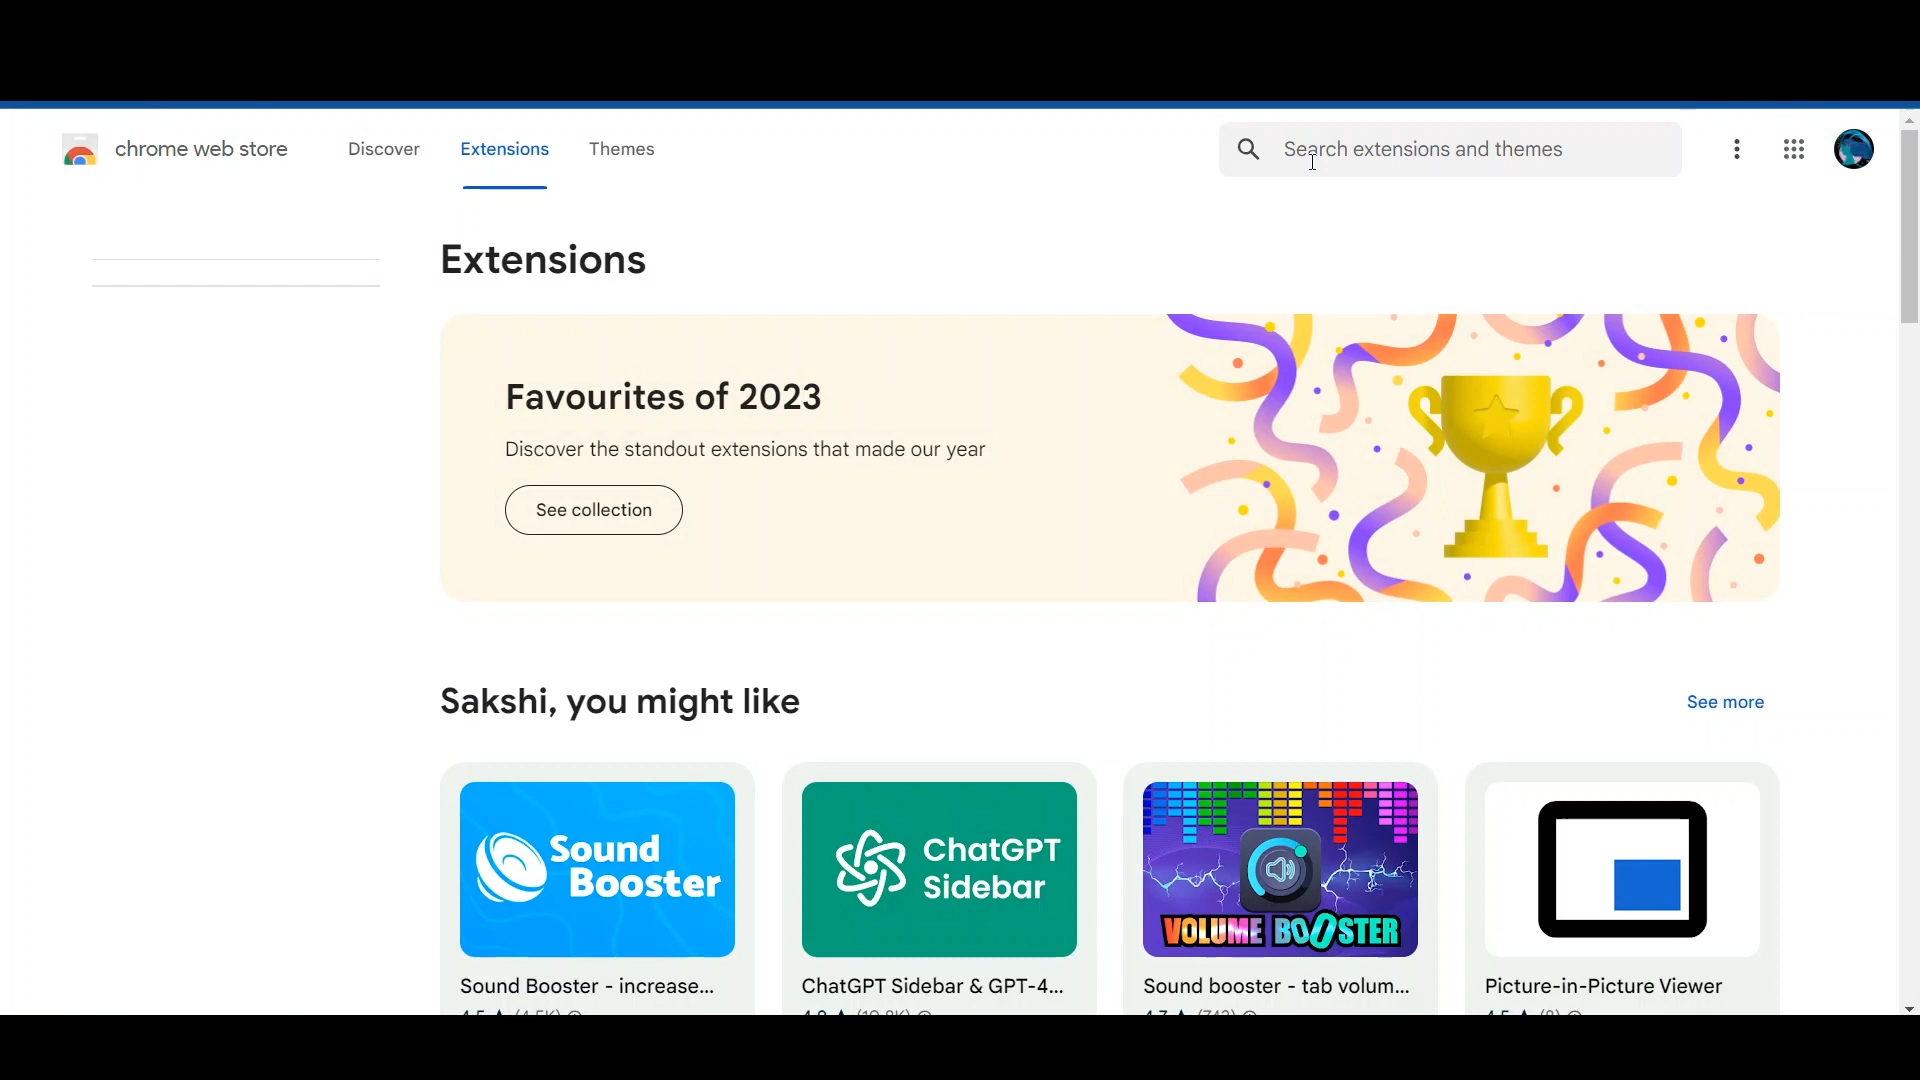 chrome web store
Discover
Extensions
Themes
Search extensions and themes
Extensions
Favourites of 2023
Discover the standout extensions that made our year
See collection
Sakshi, you might like
See more
Sound
Booster
ChatGPT
Sidebar
VOLUME BOOSTER
Sound Booster - increase...
ChatGPT Sidebar & GPT-4...
Sound booster - tab volum...
Picture-in-Picture Viewer